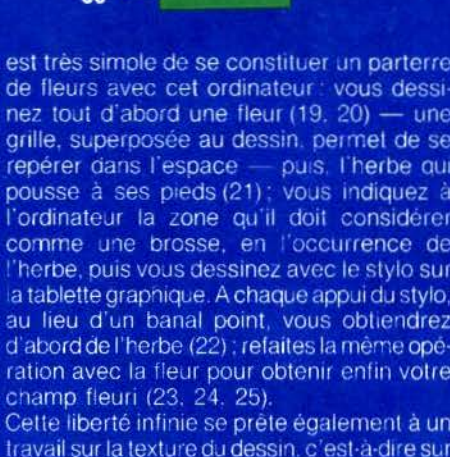 est très simple de se constituer un parterre
de fleurs avec cet ordinateur : vous dessi-
nez tout d'abord une fleur (19, 20) — une
grille, superposée au dessin, permet de se
repérer dans l'espace — puis, l'herbe qui
pousse à ses pieds (21) ; vous indiquez à
l'ordinateur la zone qu'il doit considérer
comme une brosse, en l'occurrence de
l'herbe, puis vous dessinez avec le stylo sur
la tablette graphique. A chaque appui du stylo,
au lieu d'un banal point, vous obtiendrez
d'abord de l'herbe (22) ; refaites la même opé-
ration avec la fleur pour obtenir enfin votre
champ fleuri (23, 24, 25).
Cette liberté infinie se prête également à un
travail sur la texture du dessin, c'est-à-dire sur